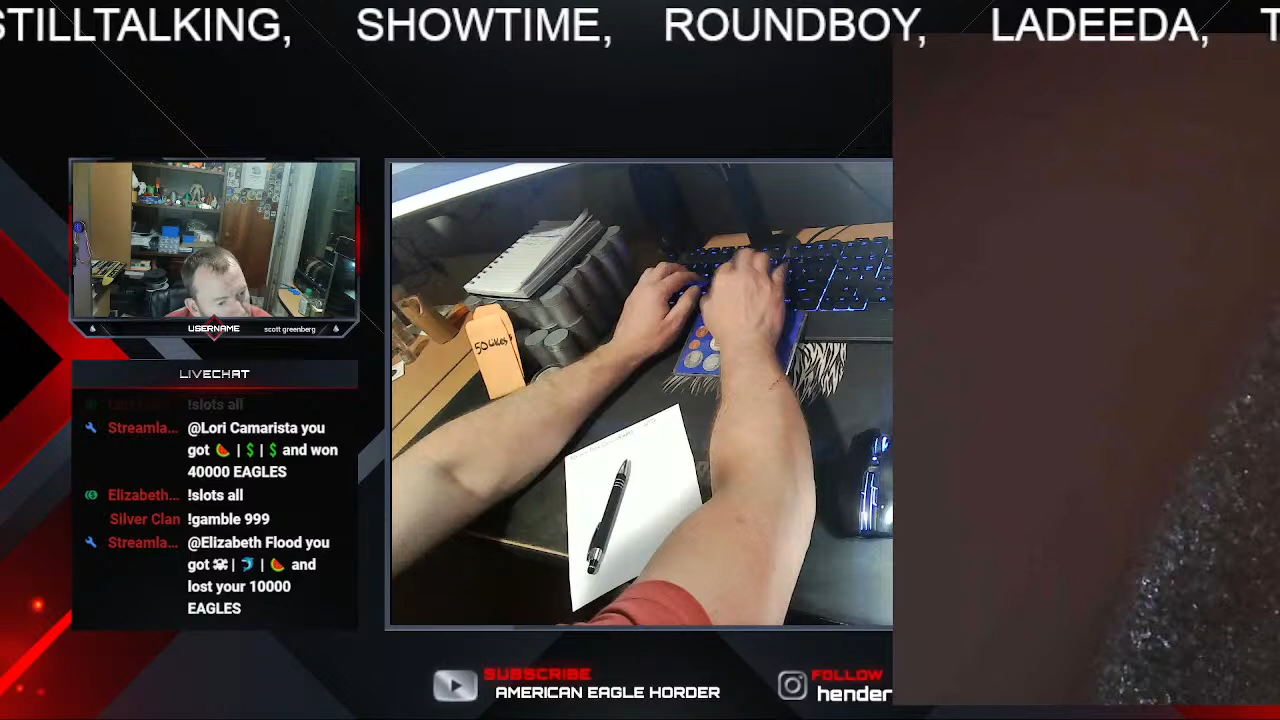 STILLTALKING, SHOWTIME, ROUNDBOY, LADEEDA, T
USERNAME
scott greenberg
LIVECHAT
!slots all
Streamla... @Lori Camarista you
got 🍉 | 💲 | 💲 and won
40000 EAGLES
Elizabeth... !slots all
Silver Clan !gamble 999
Streamla... @Elizabeth Flood you
got | 🐬 | 🍉 and
lost your 10000
EAGLES
50 CALES
SUBSCRIBE
AMERICAN EAGLE HORDER
FOLLOW
hender